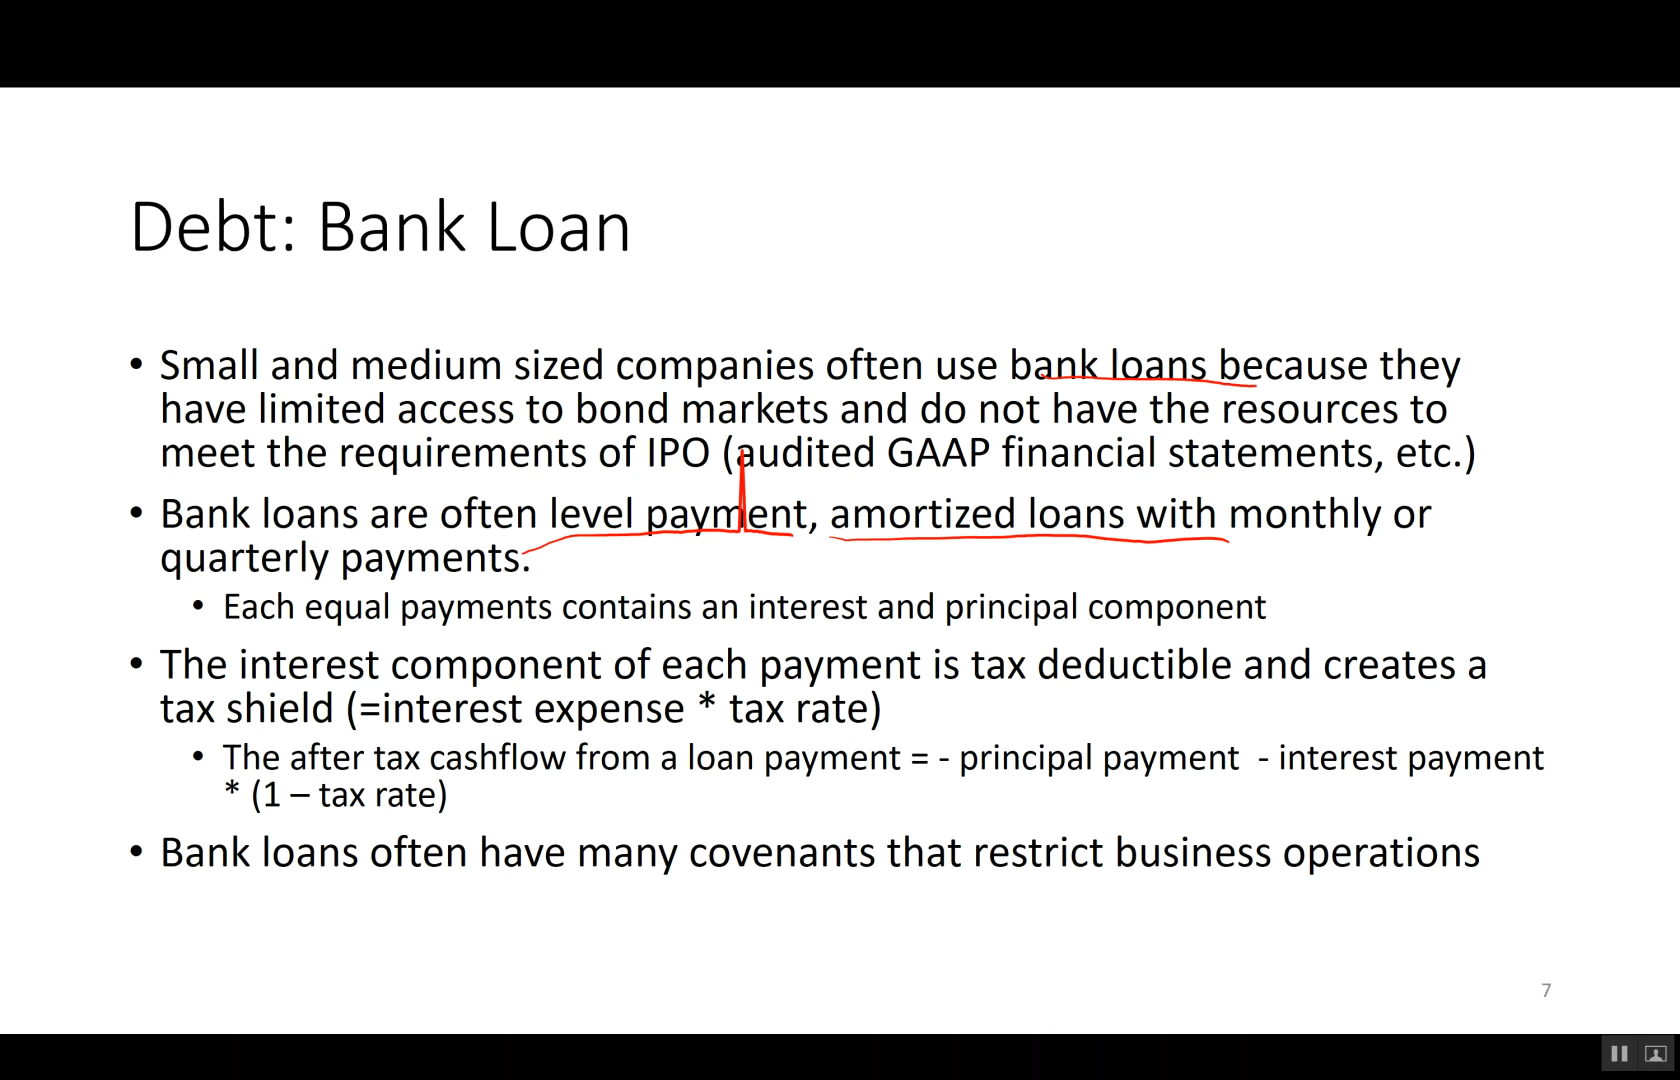 Debt: Bank Loan
• Small and medium sized companies often use bank loans because they
have limited access to bond markets and do not have the resources to
meet the requirements of IPO (audited GAAP financial statements, etc.)
• Bank loans are often level payment, amortized loans with monthly or
quarterly payments.
• Each equal payments contains an interest and principal component
• The interest component of each payment is tax deductible and creates a
tax shield (=interest expense * tax rate)
• The after tax cashflow from a loan payment = - principal payment - interest payment
* (1 – tax rate)
• Bank loans often have many covenants that restrict business operations
7